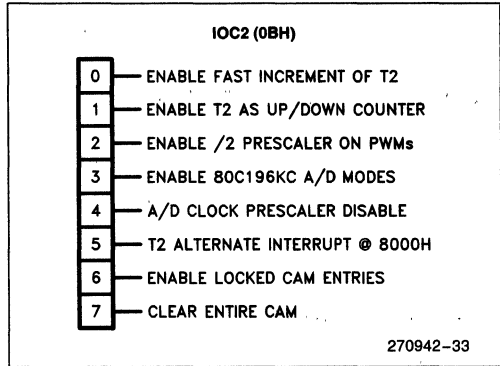 IOC2 (0BH)
0 ENABLE FAST INCREMENT OF T2
1 ENABLE T2 AS UP/DOWN COUNTER
2 ENABLE /2 PRESCALER ON PWMs
3 ENABLE 80C196KC A/D MODES
4 A/D CLOCK PRESCALER DISABLE
5 T2 ALTERNATE INTERRUPT @ 8000H
6 ENABLE LOCKED CAM ENTRIES
7 CLEAR ENTIRE CAM
270942-33